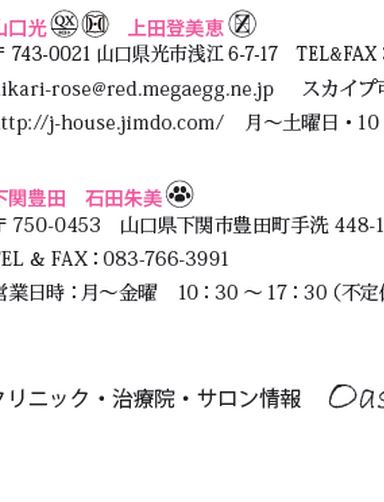 山口光 QX H 上田登美恵 Z
〒743-0021 山口県光市浅江 6-7-17 TEL&FAX
ikari-rose@red.megaegg.ne.jp スカイプ可
ttp://j-house.jimdo.com/ 月〜土曜日・10
下関豊田 石田朱美
〒750-0453 山口県下関市豊田町手洗 448-1
TEL & FAX：083-766-3991
営業日時：月〜金曜 10：30 〜 17：30（不定
クリニック・治療院・サロン情報 Oas